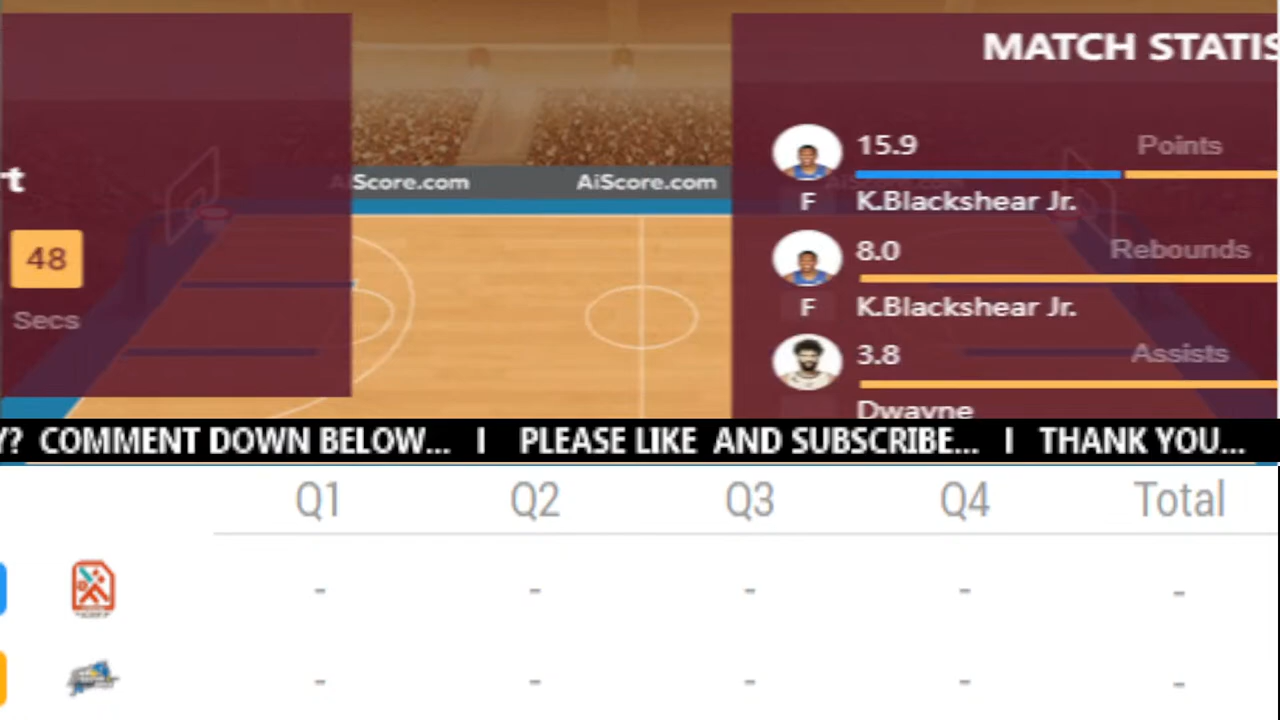 MATCH STATIS
15.9 Points
F K.Blackshear Jr.
8.0 Rebounds
F K.Blackshear Jr.
3.8 Assists
Dwayne
rt
48
Secs
AiScore.com AiScore.com
Y? COMMENT DOWN BELOW... | PLEASE LIKE AND SUBSCRIBE... | THANK YOU...
Q1 Q2 Q3 Q4 Total
- - - - -
- - - - -